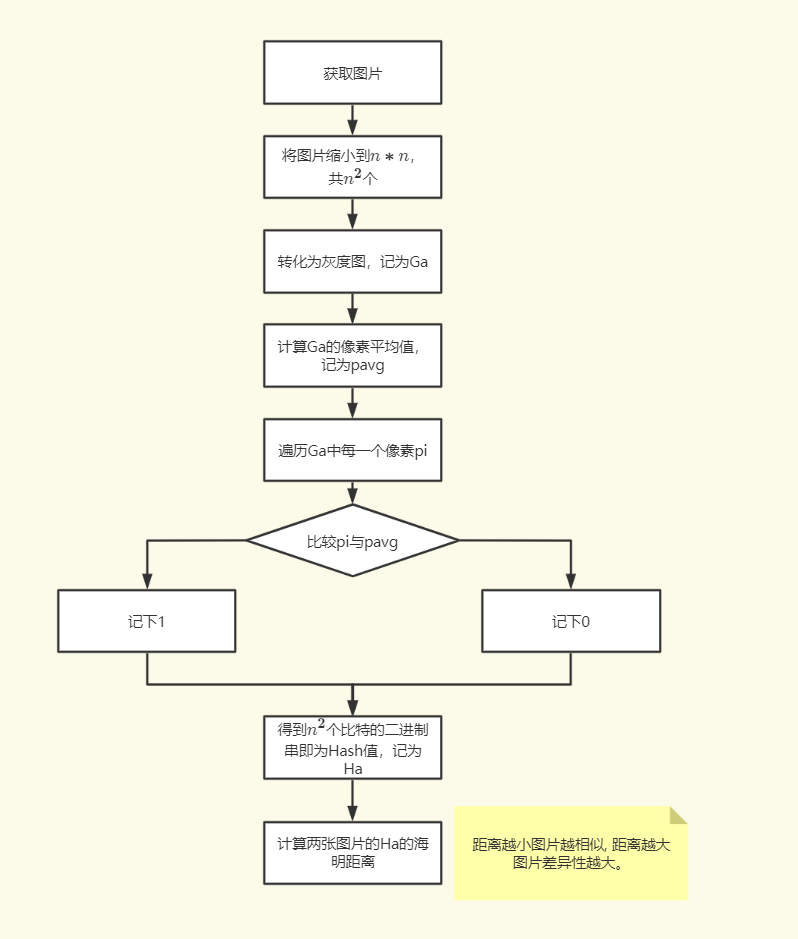 获取图片
将图片缩小到n * n，
共n²个
转化为灰度图，记为Ga
计算Ga的像素平均值，
记为pavg
遍历Ga中每一个像素pi
比较pi与pavg
记下1
记下0
得到n²个比特的二进制
串即为Hash值，记为
Ha
计算两张图片的Ha的海
明距离
距离越小图片越相似, 距离越大
图片差异性越大。